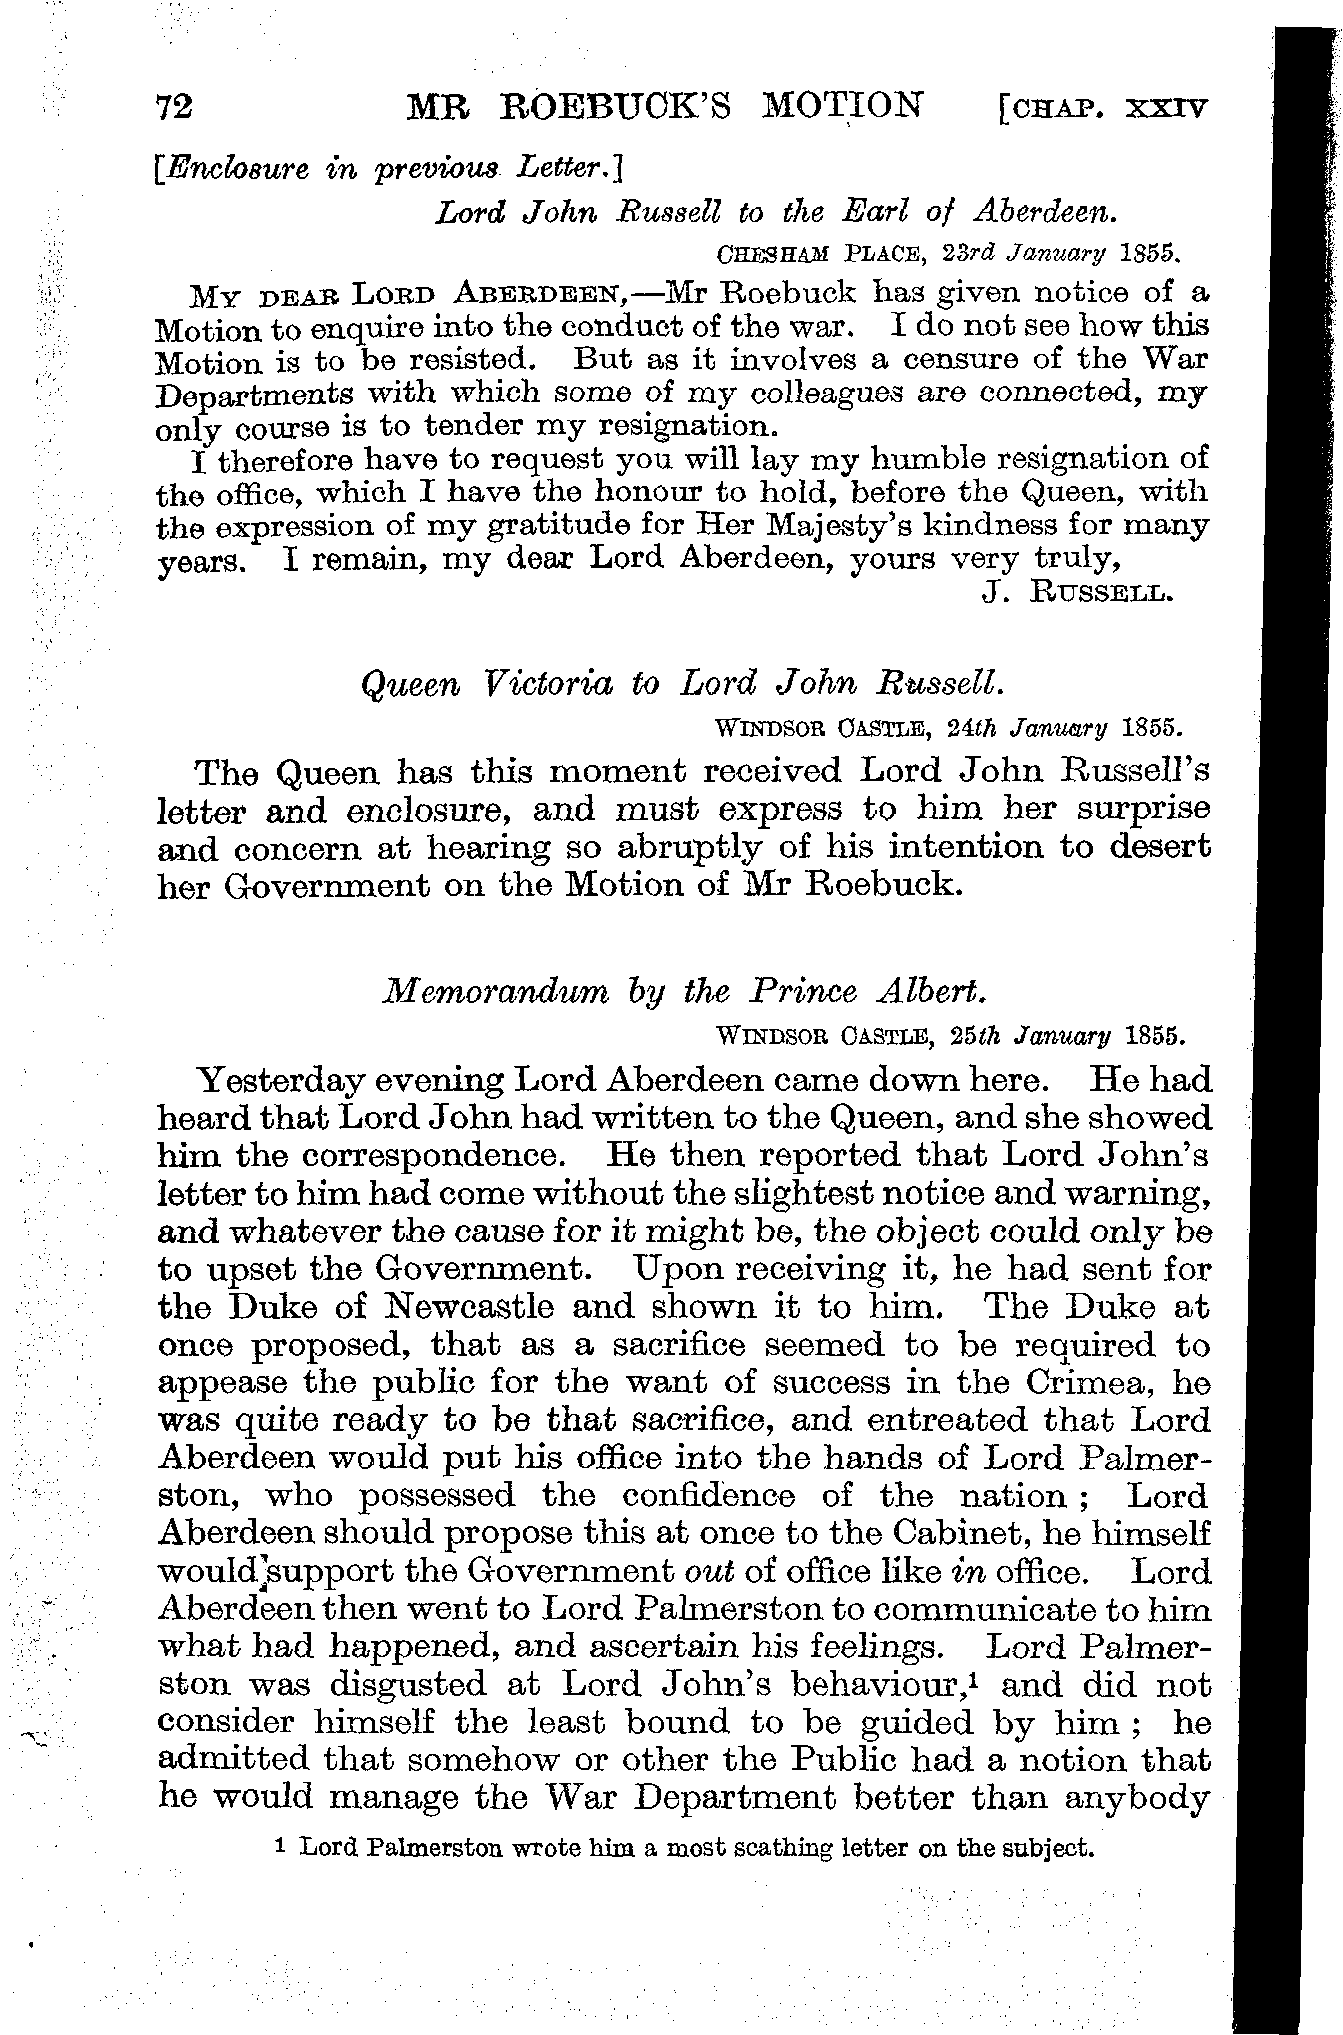 72 MR ROEBUCK'S MOTION [CHAP. XXIV
[Enclosure in previous Letter.]
Lord John Russell to the Earl of Aberdeen.
CHESHAM PLACE, 23rd January 1855.
MY DEAR LORD ABERDEEN,—Mr Roebuck has given notice of a
Motion to enquire into the conduct of the war. I do not see how this
Motion is to be resisted. But as it involves a censure of the War
Departments with which some of my colleagues are connected, my
only course is to tender my resignation.
I therefore have to request you will lay my humble resignation of
the office, which I have the honour to hold, before the Queen, with
the expression of my gratitude for Her Majesty's kindness for many
years. I remain, my dear Lord Aberdeen, yours very truly,
J. RUSSELL.
Queen Victoria to Lord John Russell.
WINDSOR CASTLE, 24th January 1855.
The Queen has this moment received Lord John Russell's
letter and enclosure, and must express to him her surprise
and concern at hearing so abruptly of his intention to desert
her Government on the Motion of Mr Roebuck.
Memorandum by the Prince Albert.
WINDSOR CASTLE, 25th January 1855.
Yesterday evening Lord Aberdeen came down here. He had
heard that Lord John had written to the Queen, and she showed
him the correspondence. He then reported that Lord John's
letter to him had come without the slightest notice and warning,
and whatever the cause for it might be, the object could only be
to upset the Government. Upon receiving it, he had sent for
the Duke of Newcastle and shown it to him. The Duke at
once proposed, that as a sacrifice seemed to be required to
appease the public for the want of success in the Crimea, he
was quite ready to be that sacrifice, and entreated that Lord
Aberdeen would put his office into the hands of Lord Palmer-
ston, who possessed the confidence of the nation ; Lord
Aberdeen should propose this at once to the Cabinet, he himself
would support the Government out of office like in office. Lord
Aberdeen then went to Lord Palmerston to communicate to him
what had happened, and ascertain his feelings. Lord Palmer-
ston was disgusted at Lord John's behaviour,¹ and did not
consider himself the least bound to be guided by him ; he
admitted that somehow or other the Public had a notion that
he would manage the War Department better than anybody
1 Lord Palmerston wrote him a most scathing letter on the subject.